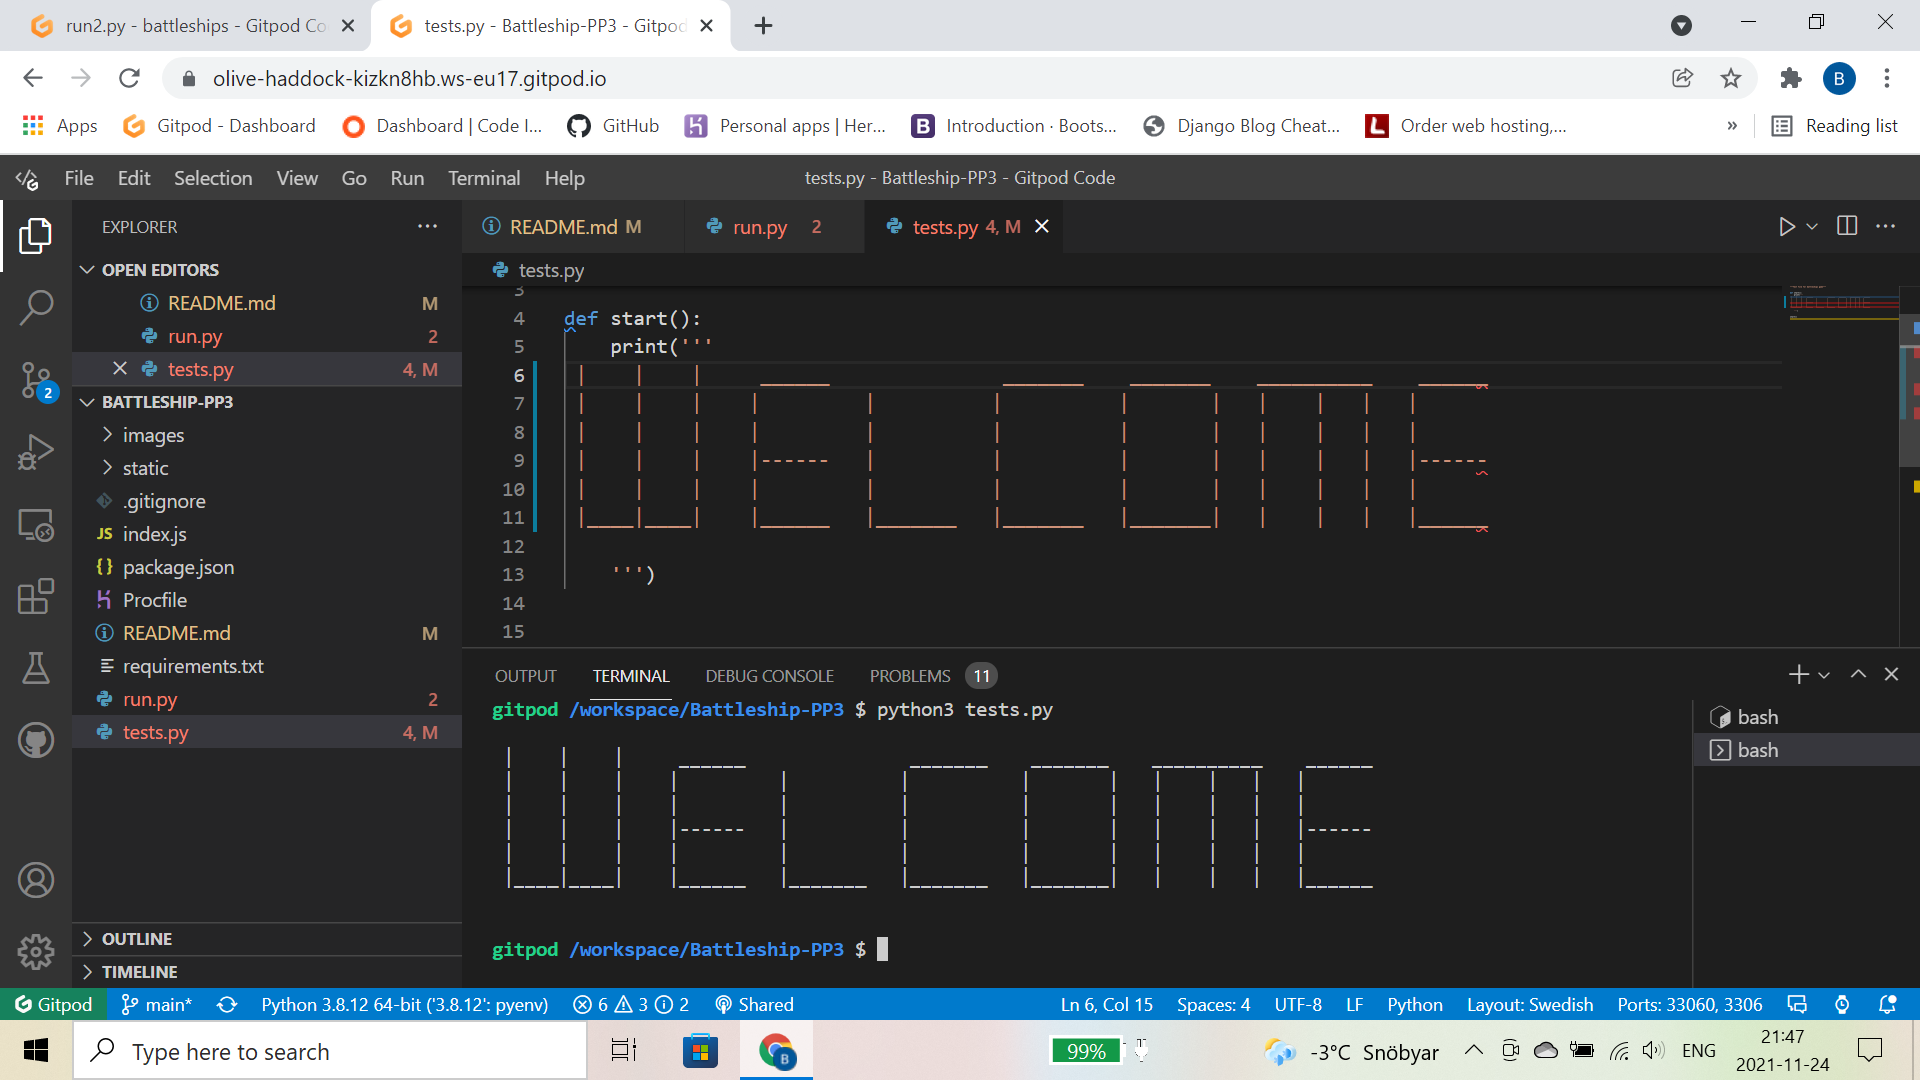 run2.py - battleships - Gitpod Co
tests.py - Battleship-PP3 - Gitpod
olive-haddock-kizkn8hb.ws-eu17.gitpod.io
B
Apps
Gitpod - Dashboard
Dashboard | Code I...
GitHub
Personal apps | Her...
B
Introduction · Boots...
Django Blog Cheat...
L
Order web hosting,...
»
Reading list
File Edit Selection View Go Run Terminal Help
tests.py - Battleship-PP3 - Gitpod Code
EXPLORER
OPEN EDITORS
README.md M
run.py 2
tests.py 4, M
BATTLESHIP-PP3
images
static
.gitignore
JS index.js
{} package.json
Procfile
README.md M
requirements.txt
run.py 2
tests.py 4, M
OUTLINE
TIMELINE
2
README.md M
run.py 2
tests.py 4, M
tests.py
3
4 def start():
5 print('''
6
7
8
9
10
11
WELCOME
12
13 ''')
14
15
OUTPUT TERMINAL DEBUG CONSOLE PROBLEMS 11
gitpod /workspace/Battleship-PP3 $ python3 tests.py
WELCOME
gitpod /workspace/Battleship-PP3 $
bash
bash
Gitpod main* Python 3.8.12 64-bit ('3.8.12': pyenv) 6 3 2 Shared
Ln 6, Col 15 Spaces: 4 UTF-8 LF Python Layout: Swedish Ports: 33060, 3306
Type here to search
B
99%
-3°C Snöbyar
ENG
21:47
2021-11-24